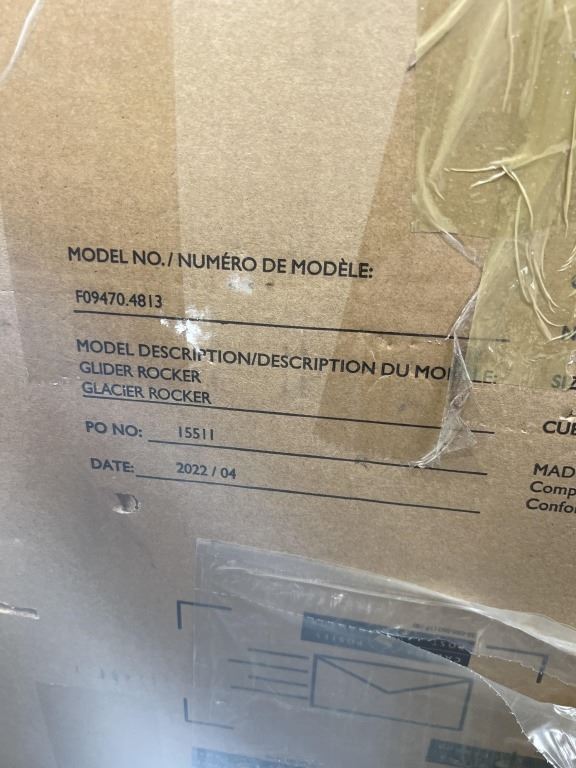 MODEL NO./ NUMÉRO DE MODÈLE:
F09470.4813
MODEL DESCRIPTION/DESCRIPTION DU
GLIDER ROCKER
GLACIER ROCKER
PO NO: 15511
DATE: 2022 / 04